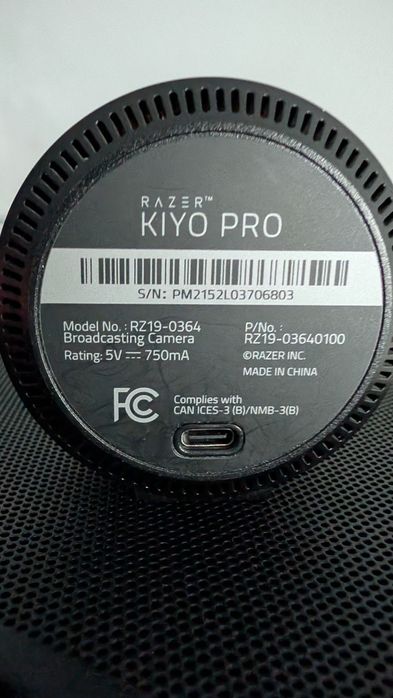 RAZER™
KIYO PRO
S/N: PM2152L03706803
Model No. : RZ19-0364
Broadcasting Camera
Rating: 5V ⎓ 750mA
P/No. :
RZ19-03640100
©RAZER INC.
MADE IN CHINA
FC
Complies with
CAN ICES-3 (B)/NMB-3(B)